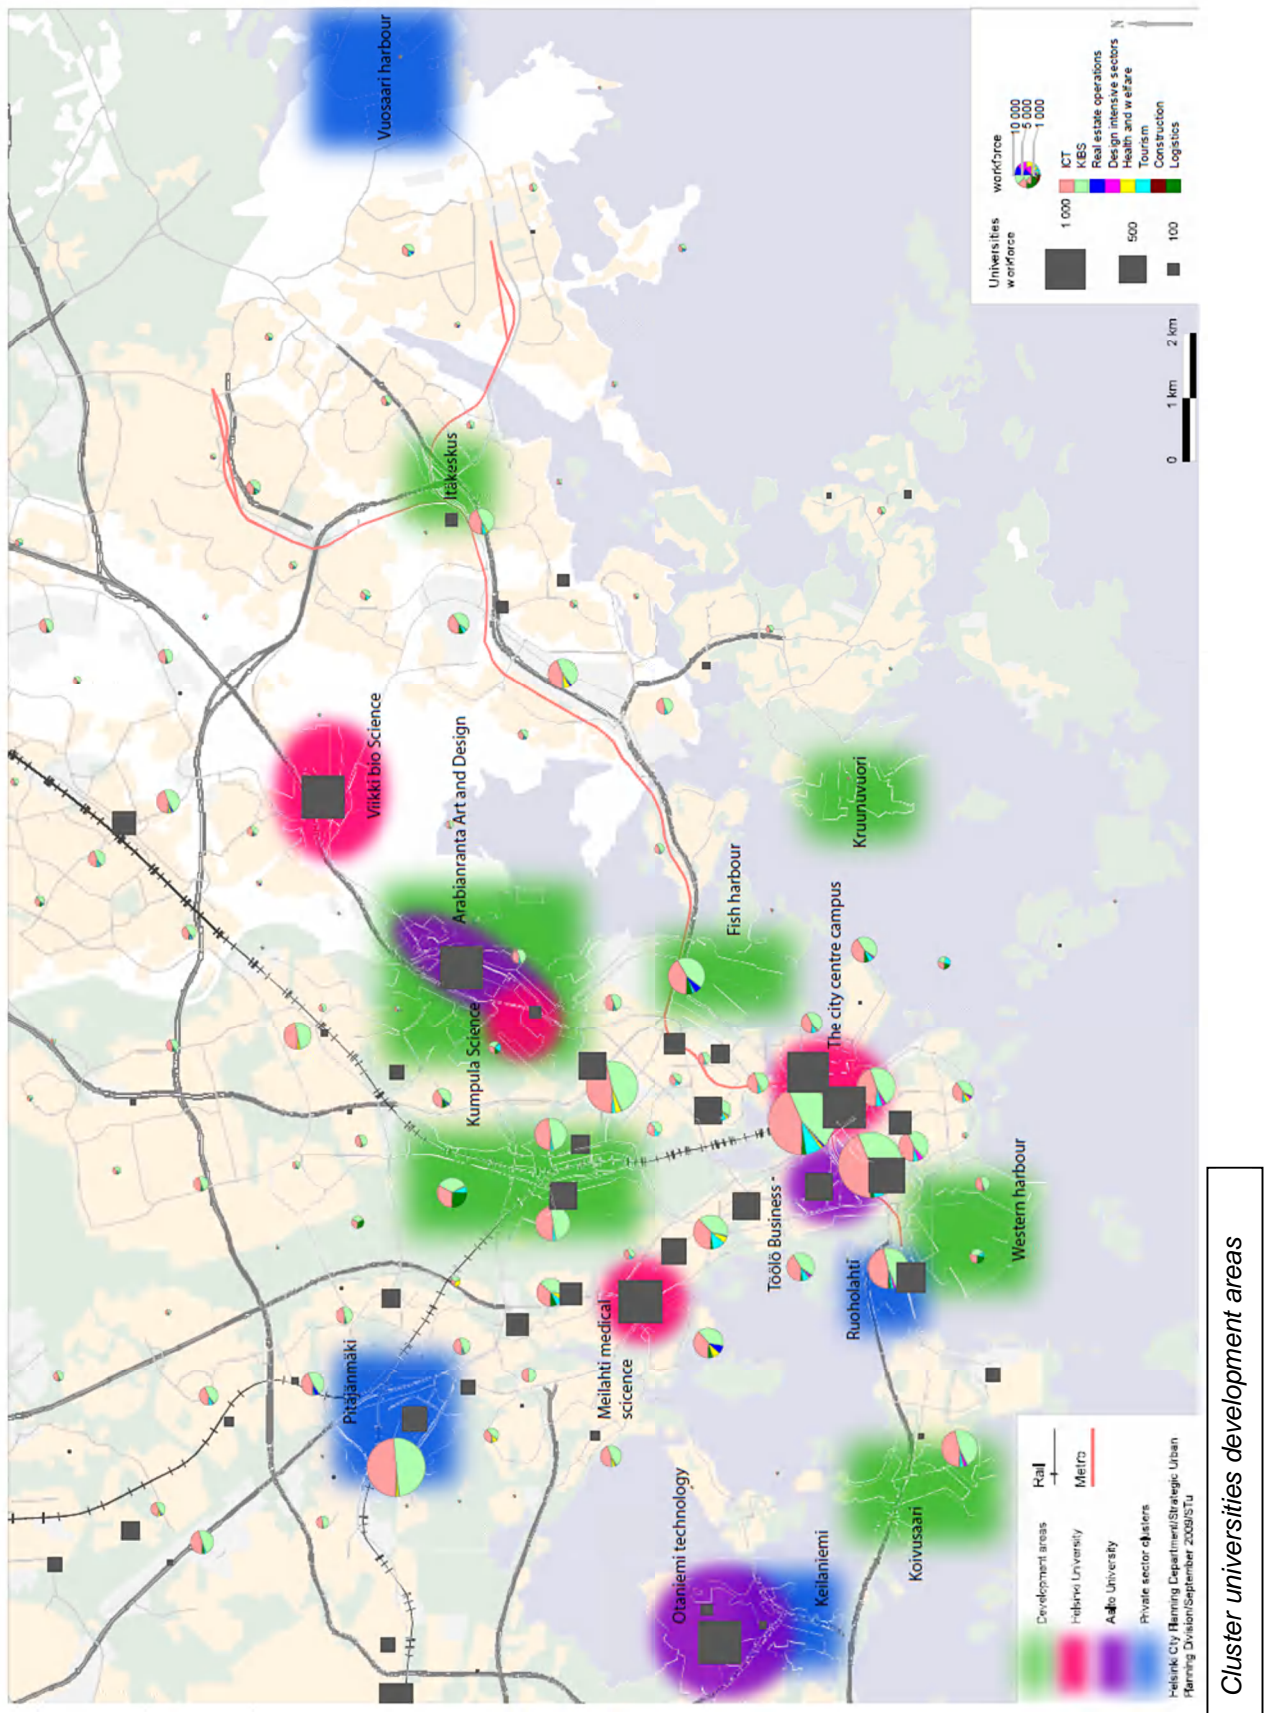 Vuosaari harbour
Itäkeskus
Viikki bio Science
Arabianranta Art and Design
Kruunuvuori
Fish harbour
The city centre campus
Kumpula Science
Western harbour
Töölö Business
Ruoholahti
Meilahti medical
scicence
Pitäjänmäki
Otaniemi technology
Keilaniemi
Koivusaari
Universities
workforce
1 000
500
100
workforce
10 000
5 000
1 000
ICT
KIBS
Real estate operations
Design intensive sectors
Health and welfare
Tourism
Construction
Logistics
N
0 1 km 2 km
Development areas
Helsinki University
Aalto University
Private sector clusters
Rail
Metro
Helsinki City Planning Department/Strategic Urban
Planning Division/September 2009/STu
Cluster universities development areas